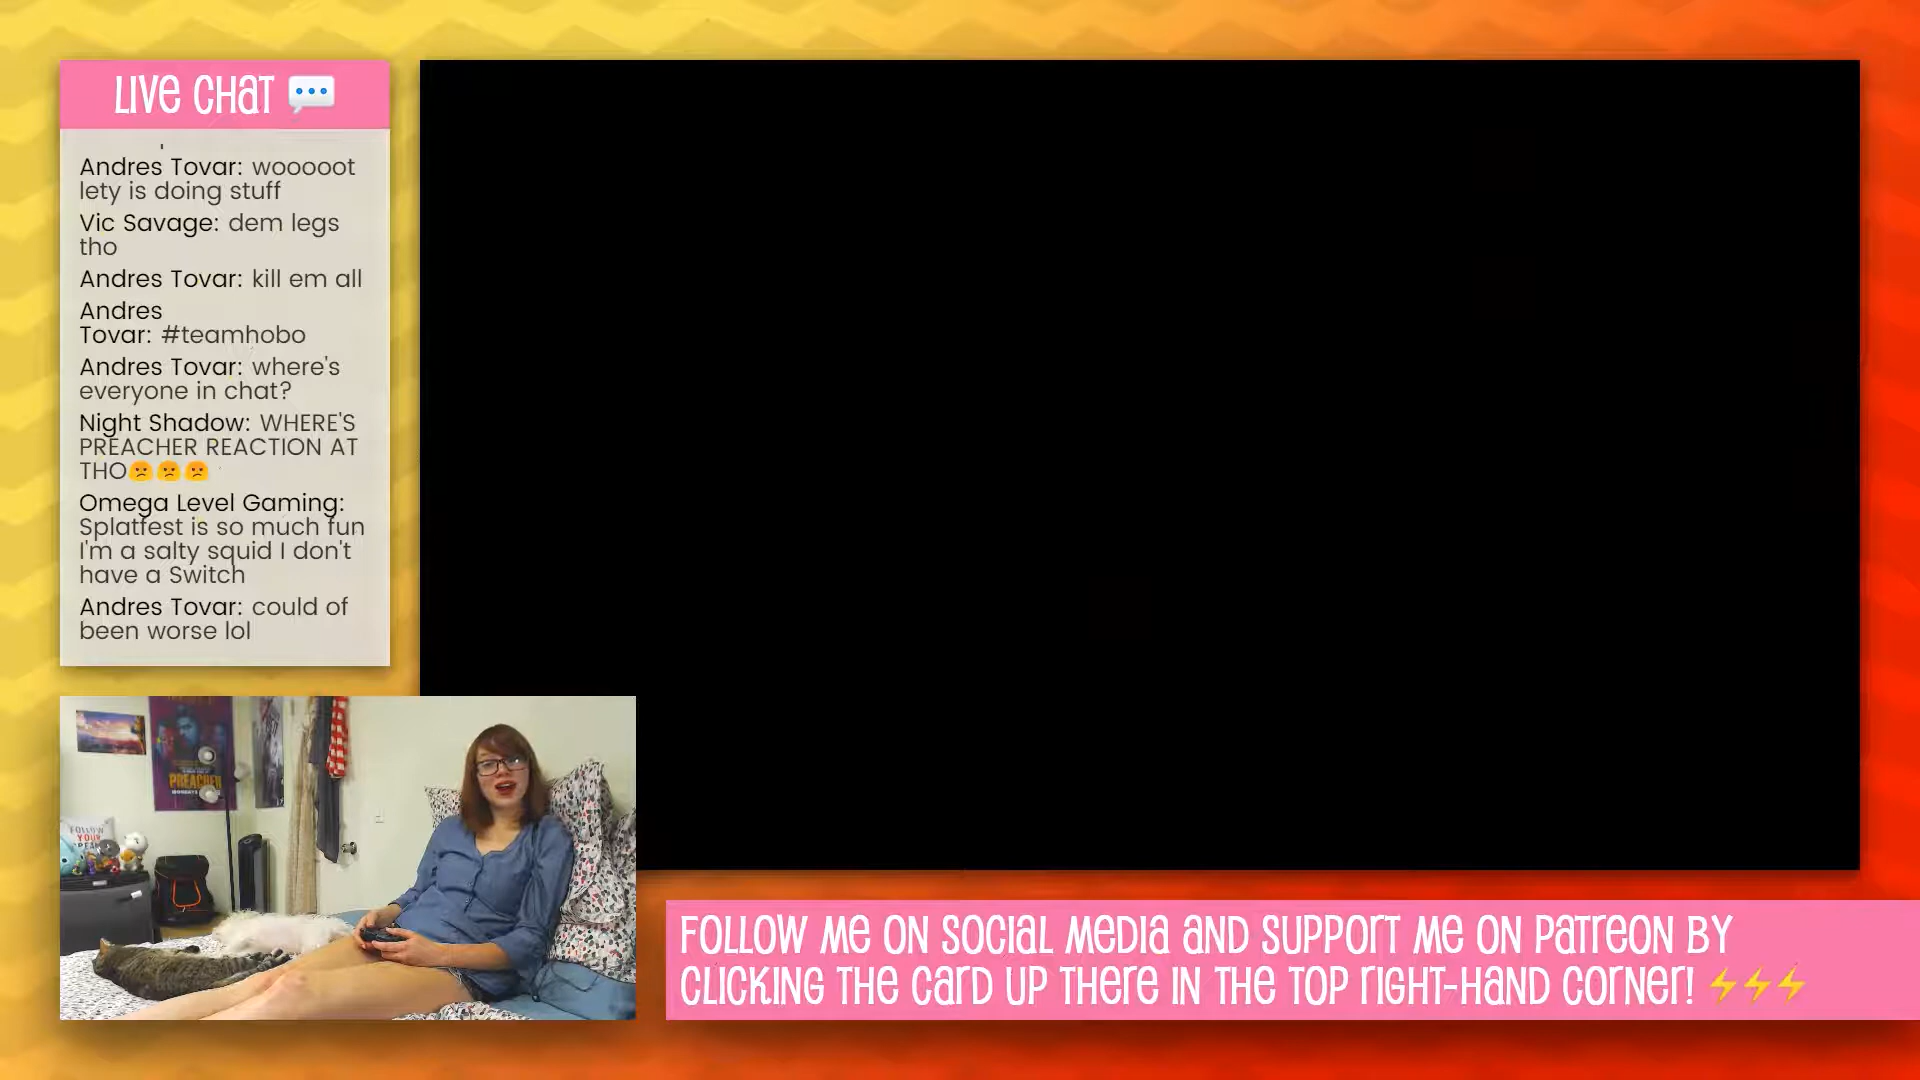 LIVE CHAT
Andres Tovar: wooooot
lety is doing stuff
Vic Savage: dem legs
tho
Andres Tovar: kill em all
Andres
Tovar: #teamhobo
Andres Tovar: where's
everyone in chat?
Night Shadow: WHERE'S
PREACHER REACTION AT
THO😕😕😕
Omega Level Gaming:
Splatfest is so much fun
I'm a salty squid I don't
have a Switch
Andres Tovar: could of
been worse lol
PREACHER
FOLLOW
YOUR
FOLLOW ME ON SOCIAL MEDIA AND SUPPORT ME ON PATREON BY
CLICKING THE CARD UP THERE IN THE TOP RIGHT-HAND CORNER! ⚡⚡⚡